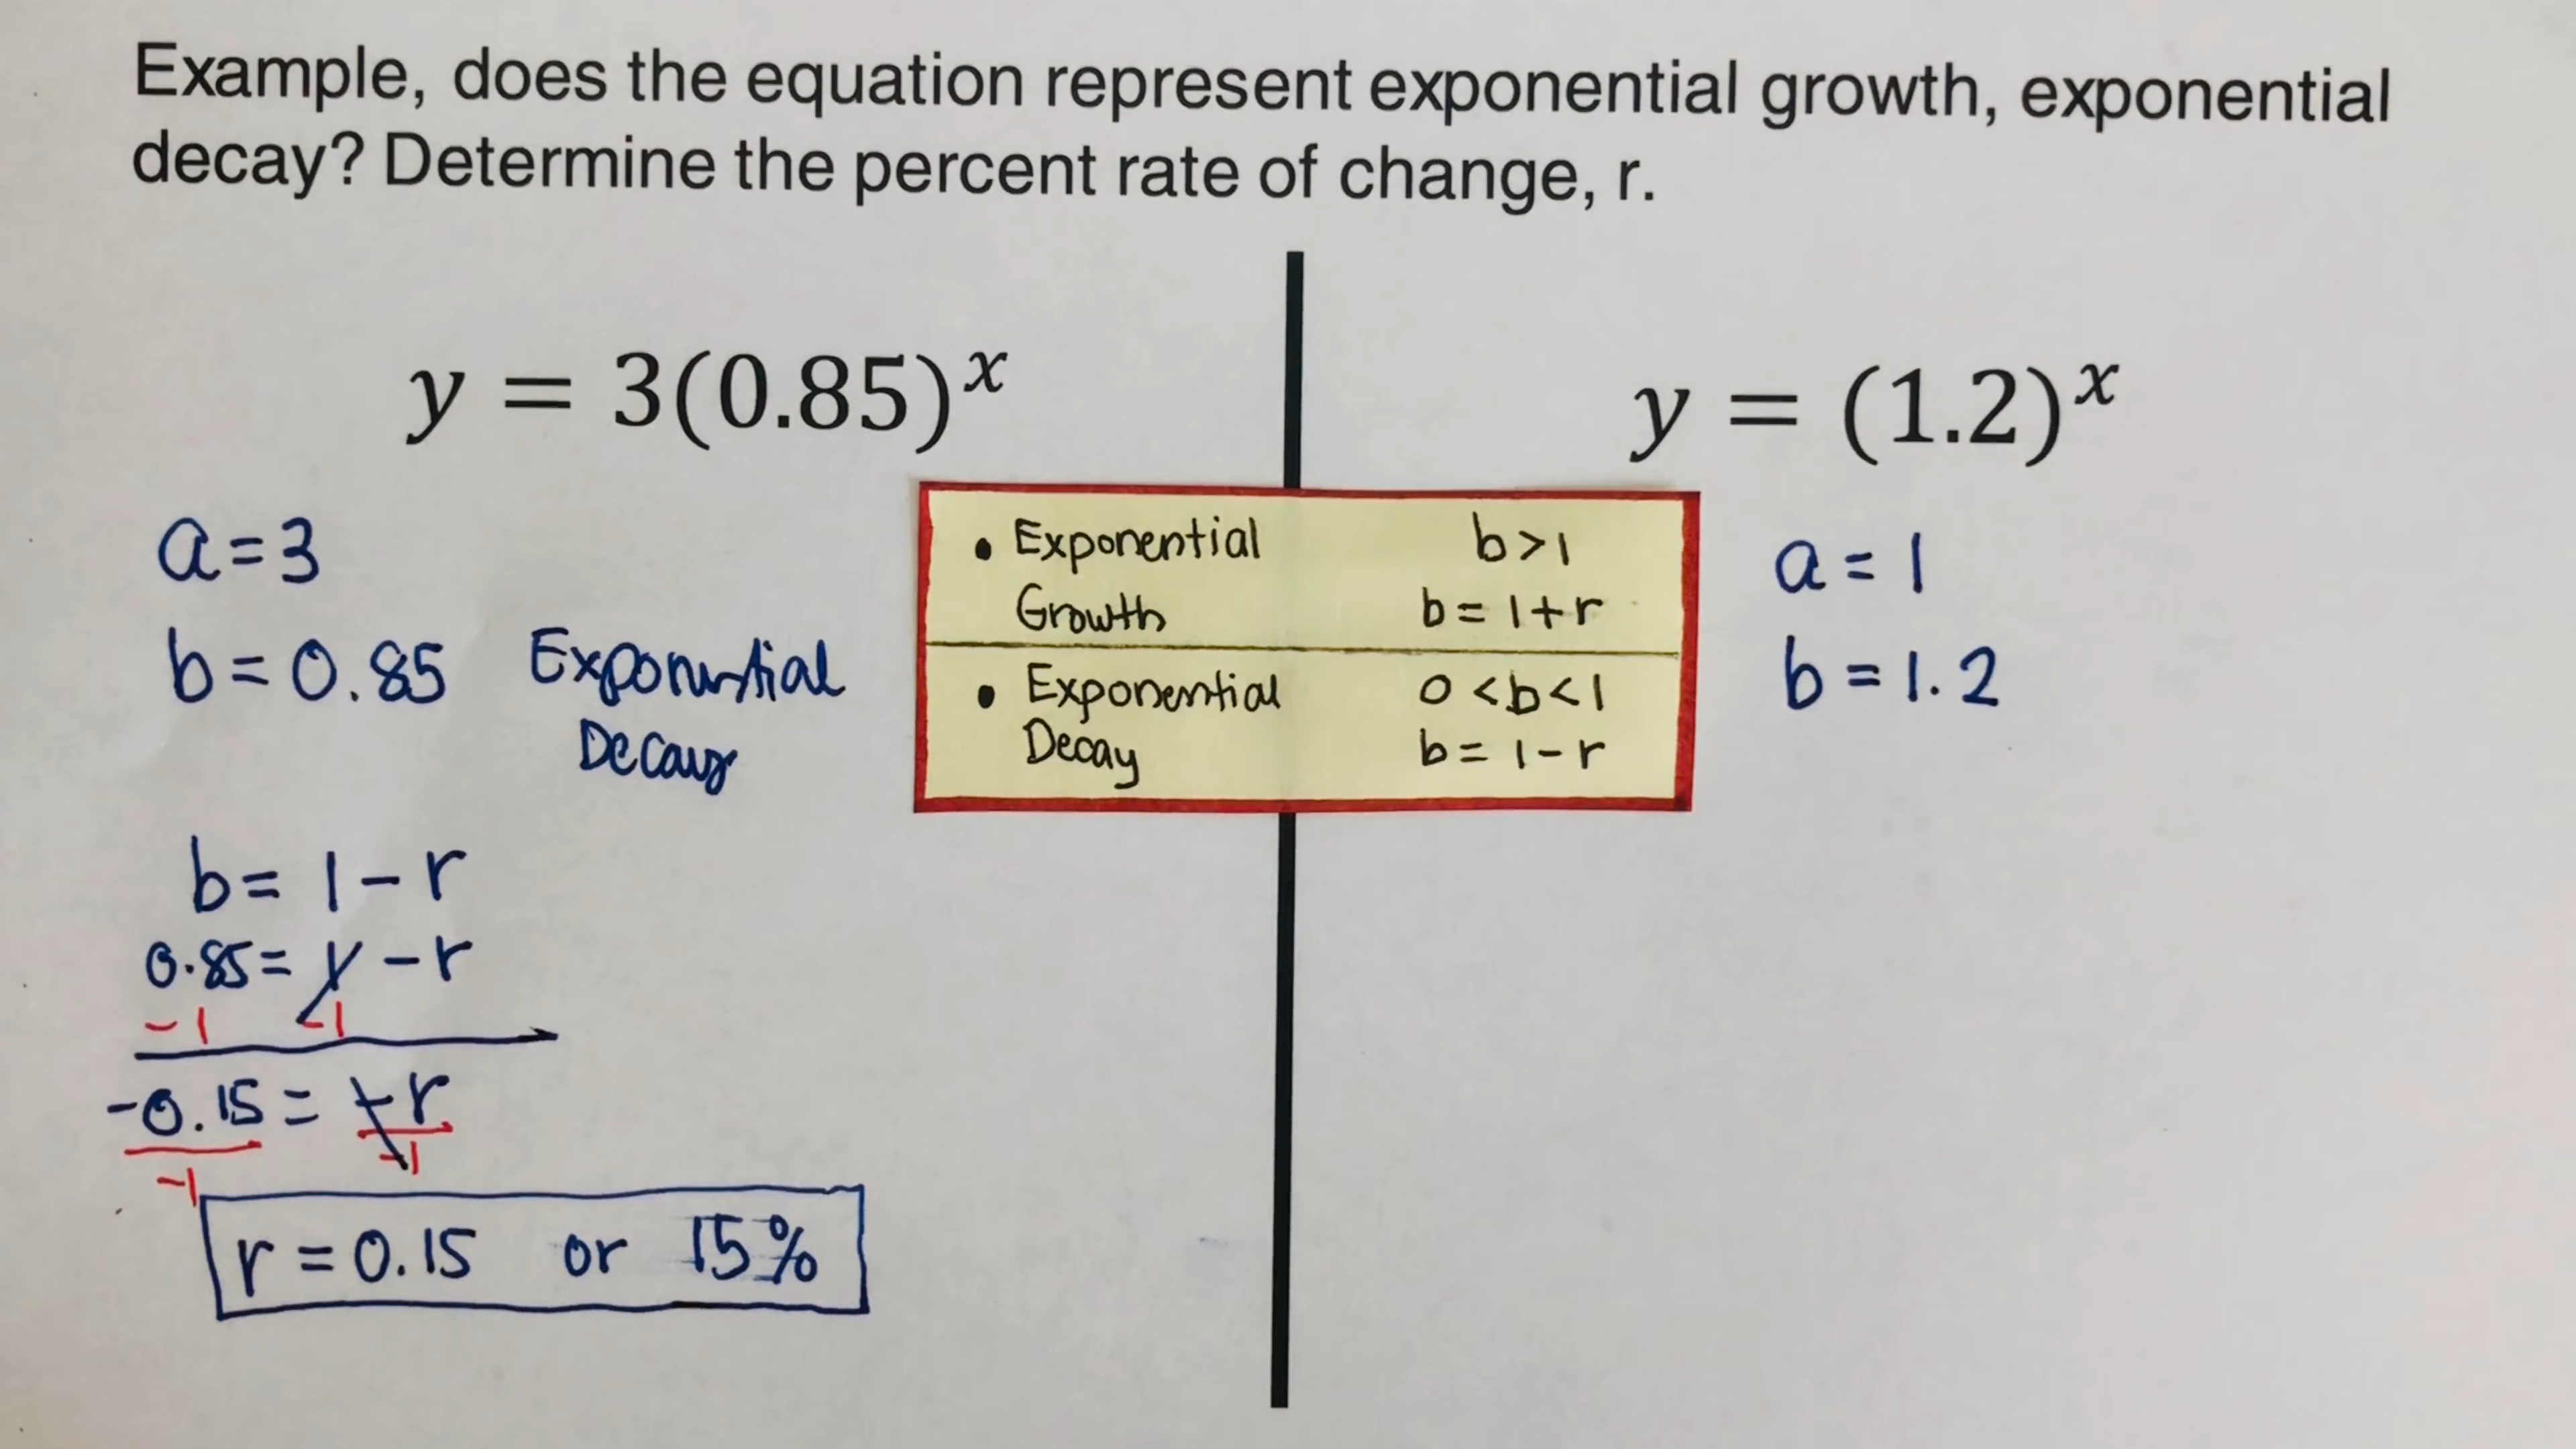 Example, does the equation represent exponential growth, exponential
decay? Determine the percent rate of change, r.
y = 3(0.85)^x
a=3
b=0.85 Exponential
Decay
b= 1-r
0.85= 1 -r
-1 -1
-0.15= -r
-1 -1
r=0.15 or 15%
• Exponential b>1
Growth b= 1+r
• Exponential 0<b<1
Decay b= 1-r
y = (1.2)^x
a = 1
b=1.2